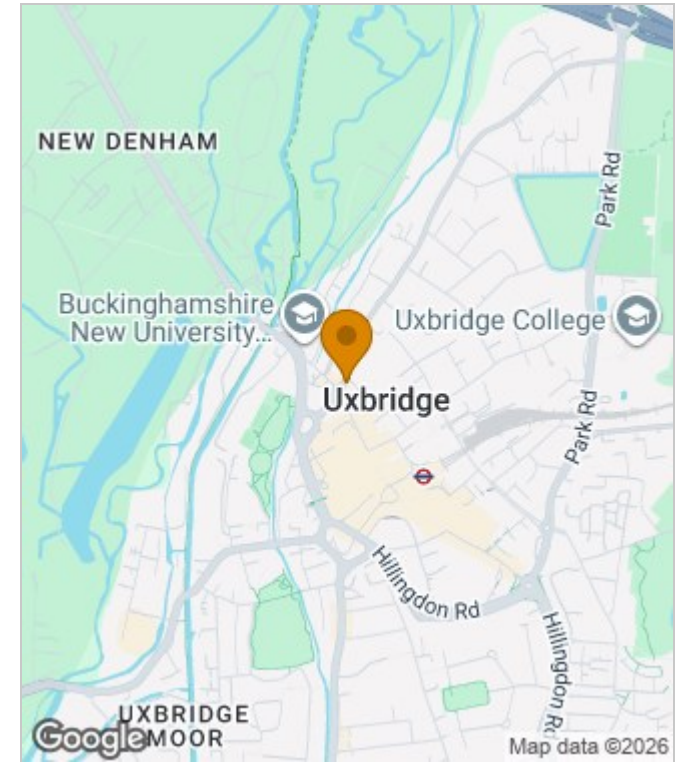 NEW DENHAM
Park Rd
Buckinghamshire
New University...
Uxbridge College
Uxbridge
Park Rd
Hillingdon Rd
Hillingdon Rd
UXBRIDGE
MOOR
Google
Map data ©2026